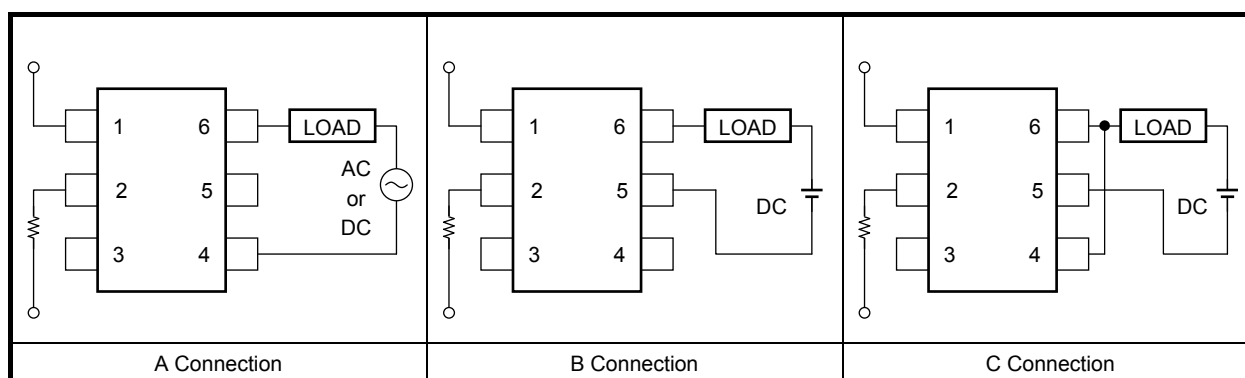 1 6 LOAD
2 5 AC or DC
3 4
A Connection
1 6 LOAD
2 5 DC
3 4
B Connection
1 6 LOAD
2 5 DC
3 4
C Connection